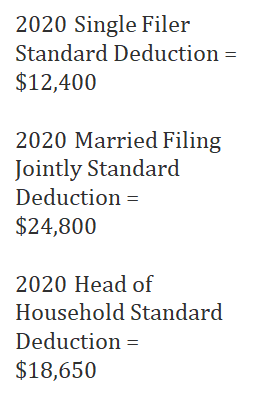 2020 Single Filer
Standard Deduction =
$12,400
2020 Married Filing
Jointly Standard
Deduction =
$24,800
2020 Head of
Household Standard
Deduction =
$18,650